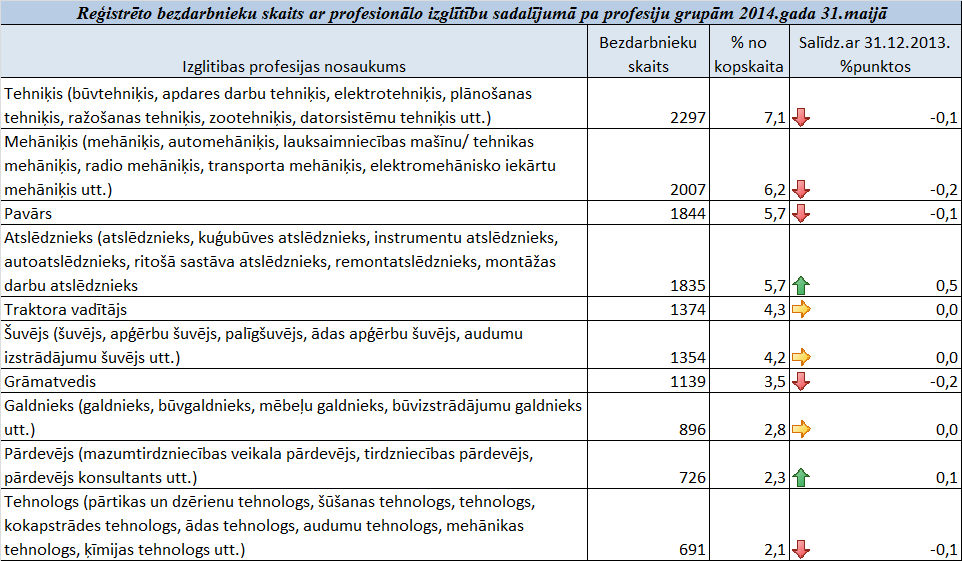 Reģistrēto bezdarbnieku skaits ar profesionālo izglītību sadalījumā pa profesiju grupām 2014.gada 31.maijā
Izglītības profesijas nosaukums
Bezdarbnieku
skaits
% no
kopskaita
Salīdz.ar 31.12.2013.
%punktos
Tehniķis (būvtehniķis, apdares darbu tehniķis, elektrotehniķis, plānošanas
tehniķis, ražošanas tehniķis, zootehniķis, datorsistēmu tehniķis utt.)
2297 7,1 -0,1
Mehāniķis (mehāniķis, automehāniķis, lauksaimniecības mašīnu/ tehnikas
mehāniķis, radio mehāniķis, transporta mehāniķis, elektromehānisko iekārtu
mehāniķis utt.)
2007 6,2 -0,2
Pavārs 1844 5,7 -0,1
Atslēdznieks (atslēdznieks, kuģubūves atslēdznieks, instrumentu atslēdznieks,
autoatslēdznieks, ritošā sastāva atslēdznieks, remontatslēdznieks, montāžas
darbu atslēdznieks
1835 5,7 0,5
Traktora vadītājs 1374 4,3 0,0
Šuvējs (šuvējs, apģērbu šuvējs, palīgšuvējs, ādas apģērbu šuvējs, audumu
izstrādājumu šuvējs utt.)
1354 4,2 0,0
Grāmatvedis 1139 3,5 -0,2
Galdnieks (galdnieks, būvgaldnieks, mēbeļu galdnieks, būvizstrādājumu galdnieks
utt.)
896 2,8 0,0
Pārdevējs (mazumtirdzniecības veikala pārdevējs, tirdzniecības pārdevējs,
pārdevējs konsultants utt.)
726 2,3 0,1
Tehnologs (pārtikas un dzērienu tehnologs, šūšanas tehnologs, tehnologs,
kokapstrādes tehnologs, ādas tehnologs, audumu tehnologs, mehānikas
tehnologs, ķīmijas tehnologs utt.)
691 2,1 -0,1